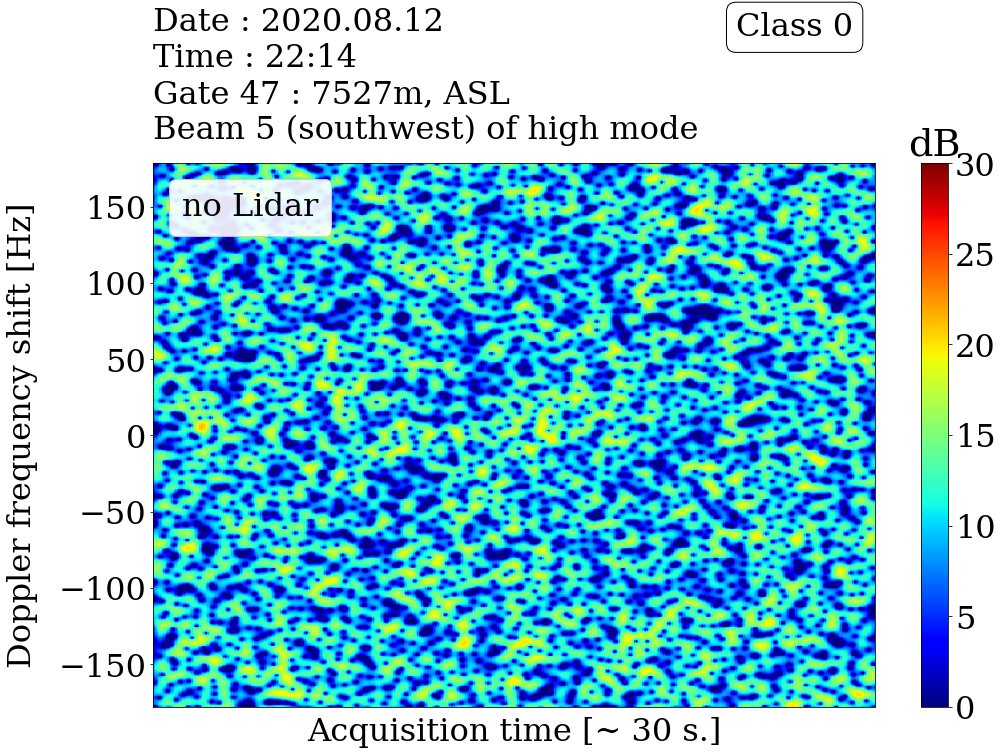 Date : 2020.08.12
Time : 22:14
Gate 47 : 7527m, ASL
Beam 5 (southwest) of high mode
Class 0
dB
no Lidar
Doppler frequency shift [Hz]
150
100
50
0
−50
−100
−150
30
25
20
15
10
5
0
Acquisition time [~ 30 s.]